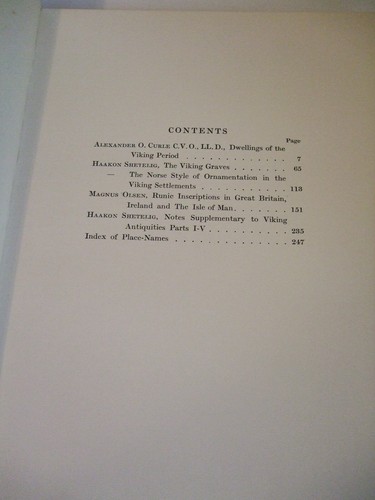 CONTENTS
Page
ALEXANDER O. CURLE C.V.O., LL.D., Dwellings of the
Viking Period . . . . . . . . . . . . . 7
HAAKON SHETELIG, The Viking Graves . . . . . . . 65
— The Norse Style of Ornamentation in the
Viking Settlements . . . . . . . . . . . 113
MAGNUS OLSEN, Runic Inscriptions in Great Britain,
Ireland and The Isle of Man . . . . . . . 151
HAAKON SHETELIG, Notes Supplementary to Viking
Antiquities Parts I-V . . . . . . . . . . 235
Index of Place-Names . . . . . . . . . . . . . . 247